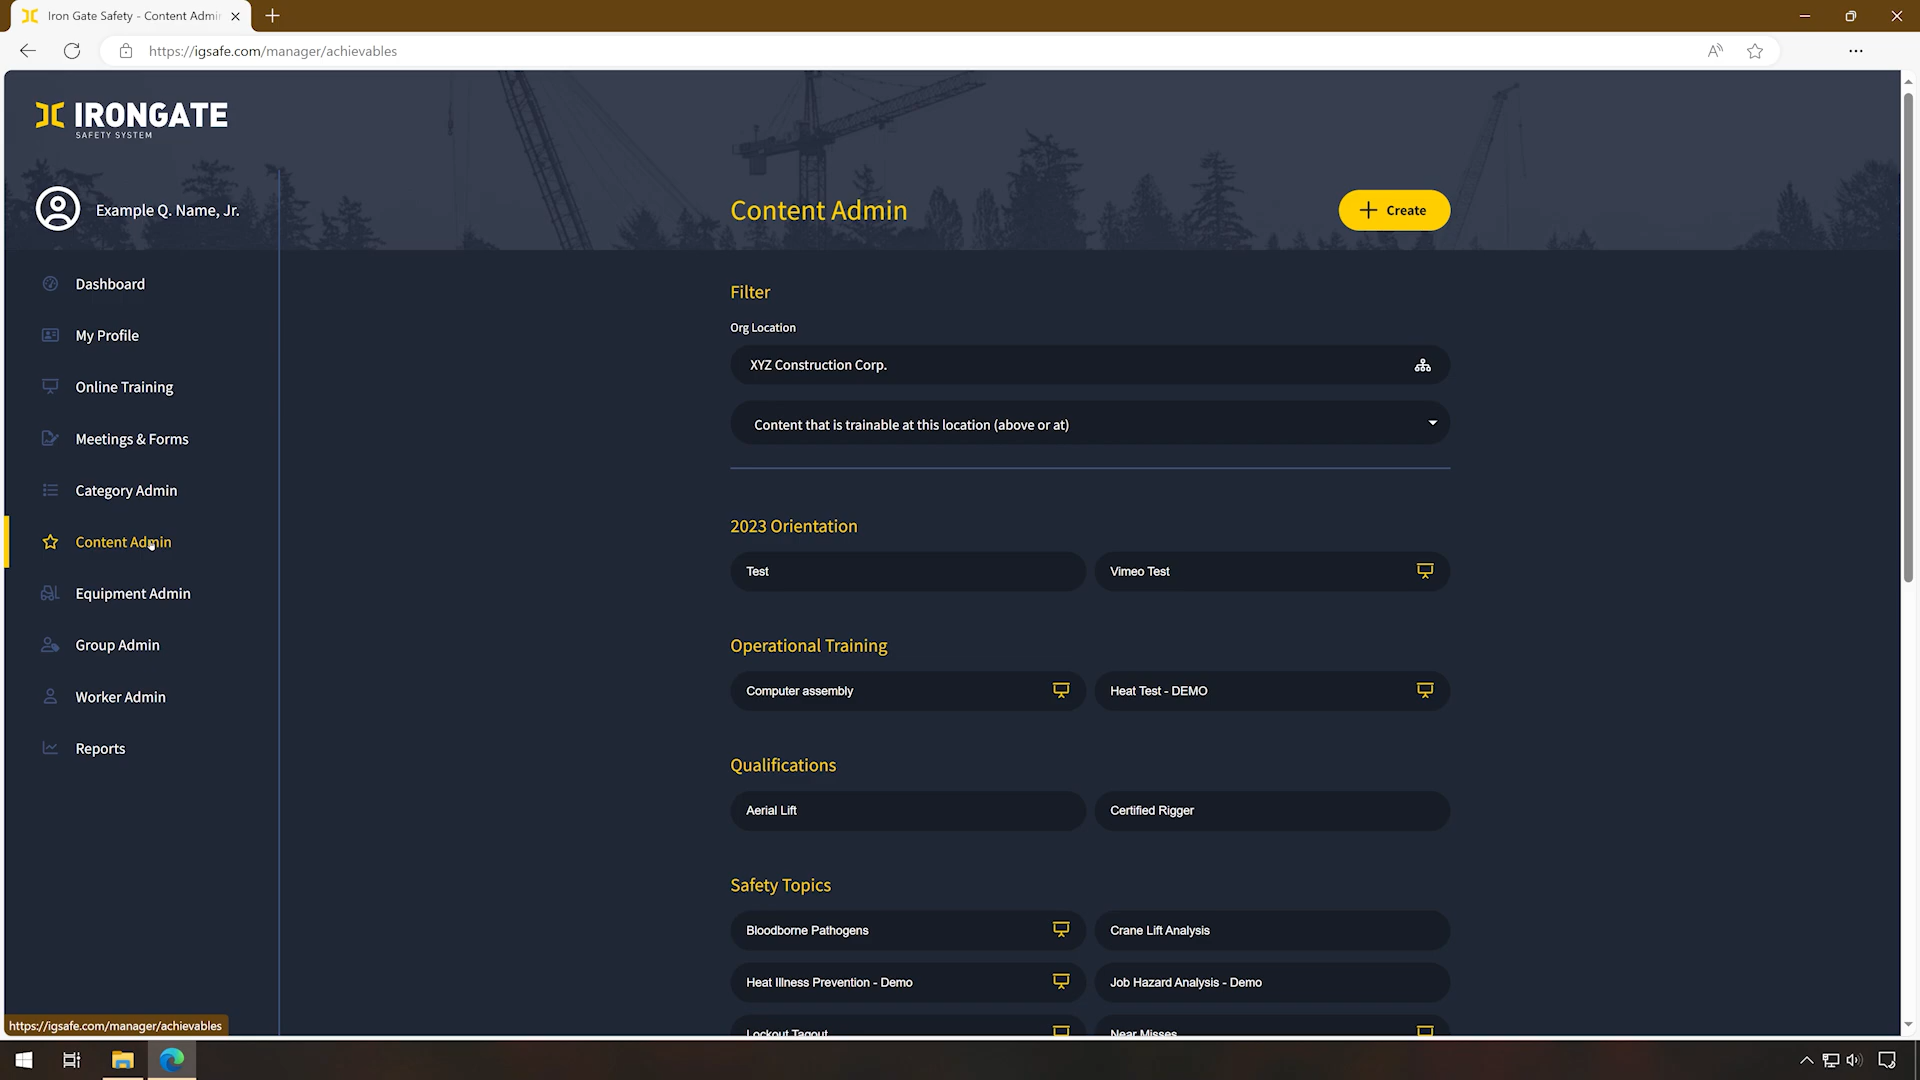 Iron Gate Safety - Content Admi
https://igsafe.com/manager/achievables
IRONGATE
SAFETY SYSTEM
Example Q. Name, Jr.
Content Admin
Create
Dashboard
My Profile
Online Training
Meetings & Forms
Category Admin
Content Admin
Equipment Admin
Group Admin
Worker Admin
Reports
Filter
Org Location
XYZ Construction Corp.
Content that is trainable at this location (above or at)
2023 Orientation
Test
Vimeo Test
Operational Training
Computer assembly
Heat Test - DEMO
Qualifications
Aerial Lift
Certified Rigger
Safety Topics
Bloodborne Pathogens
Crane Lift Analysis
Heat Illness Prevention - Demo
Job Hazard Analysis - Demo
Lockout Tagout
Near Misses
https://igsafe.com/manager/achievables